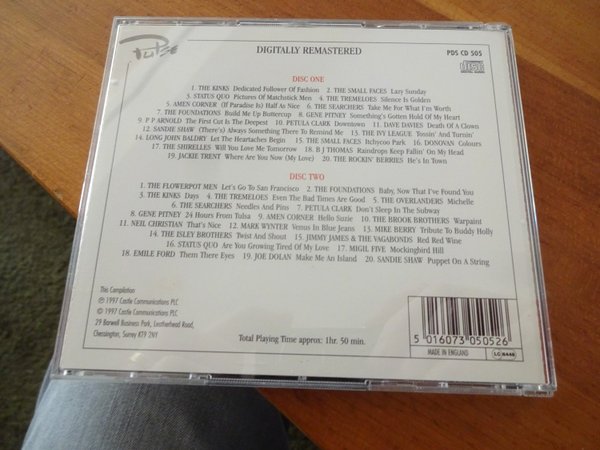 Pulse
DIGITALLY REMASTERED
PDS CD 505
DISC ONE
1. THE KINKS Dedicated Follower of Fashion 2. THE SMALL FACES Lazy Sunday
3. STATUS QUO Pictures of Matchstick Men 4. THE TREMELOES Silence Is Golden
5. AMEN CORNER (If Paradise Is) Half As Nice 6. THE SEARCHERS Take Me For What I'm Worth
7. THE FOUNDATIONS Build Me Up Buttercup 8. GENE PITNEY Something's Gotten Hold Of My Heart
9. P P ARNOLD The First Cut Is The Deepest 10. PETULA CLARK Downtown 11. DAVE DAVIES Death Of A Clown
12. SANDIE SHAW (There's) Always Something There To Remind Me 13. THE IVY LEAGUE Tossin' And Turnin'
14. LONG JOHN BALDRY Let The Heartaches Begin 15. THE SMALL FACES Itchycoo Park 16. DONOVAN Colours
17. THE SHIRELLES Will You Love Me Tomorrow 18. B J THOMAS Raindrops Keep Falling On My Head
19. JACKIE TRENT Where Are You Now (My Love) 20. THE ROCKIN' BERRIES He's In Town
DISC TWO
1. THE FLOWERPOT MEN Let's Go To San Francisco 2. THE FOUNDATIONS Baby, Now That I've Found You
3. THE KINKS Days 4. THE TREMELOES Even The Bad Times Are Good 5. THE OVERLANDERS Michelle
6. THE SEARCHERS Needles And Pins 7. PETULA CLARK Don't Sleep In The Subway
8. GENE PITNEY 24 Hours From Tulsa 9. AMEN CORNER Hello Suzie 10. THE BROOK BROTHERS Warpaint
11. NEIL CHRISTIAN That's Nice 12. MARK WYNTER Venus In Blue Jeans 13. MIKE BERRY Tribute To Buddy Holly
14. THE ISLEY BROTHERS Twist And Shout 15. JIMMY JAMES & THE VAGABONDS Red Red Wine
16. STATUS QUO Are You Growing Tired Of My Love 17. MIGIL FIVE Mockingbird Hill
18. EMILE FORD Them There Eyes 19. JOE DOLAN Make Me An Island 20. SANDIE SHAW Puppet On A String
This Compilation
℗ 1997 Castle Communications PLC
© 1997 Castle Communications PLC
29 Barwell Business Park, Leatherhead Road,
Chessington, Surrey KT9 2NY
Total Playing Time approx: 1hr. 50 min.
5 016073 050526
MADE IN ENGLAND